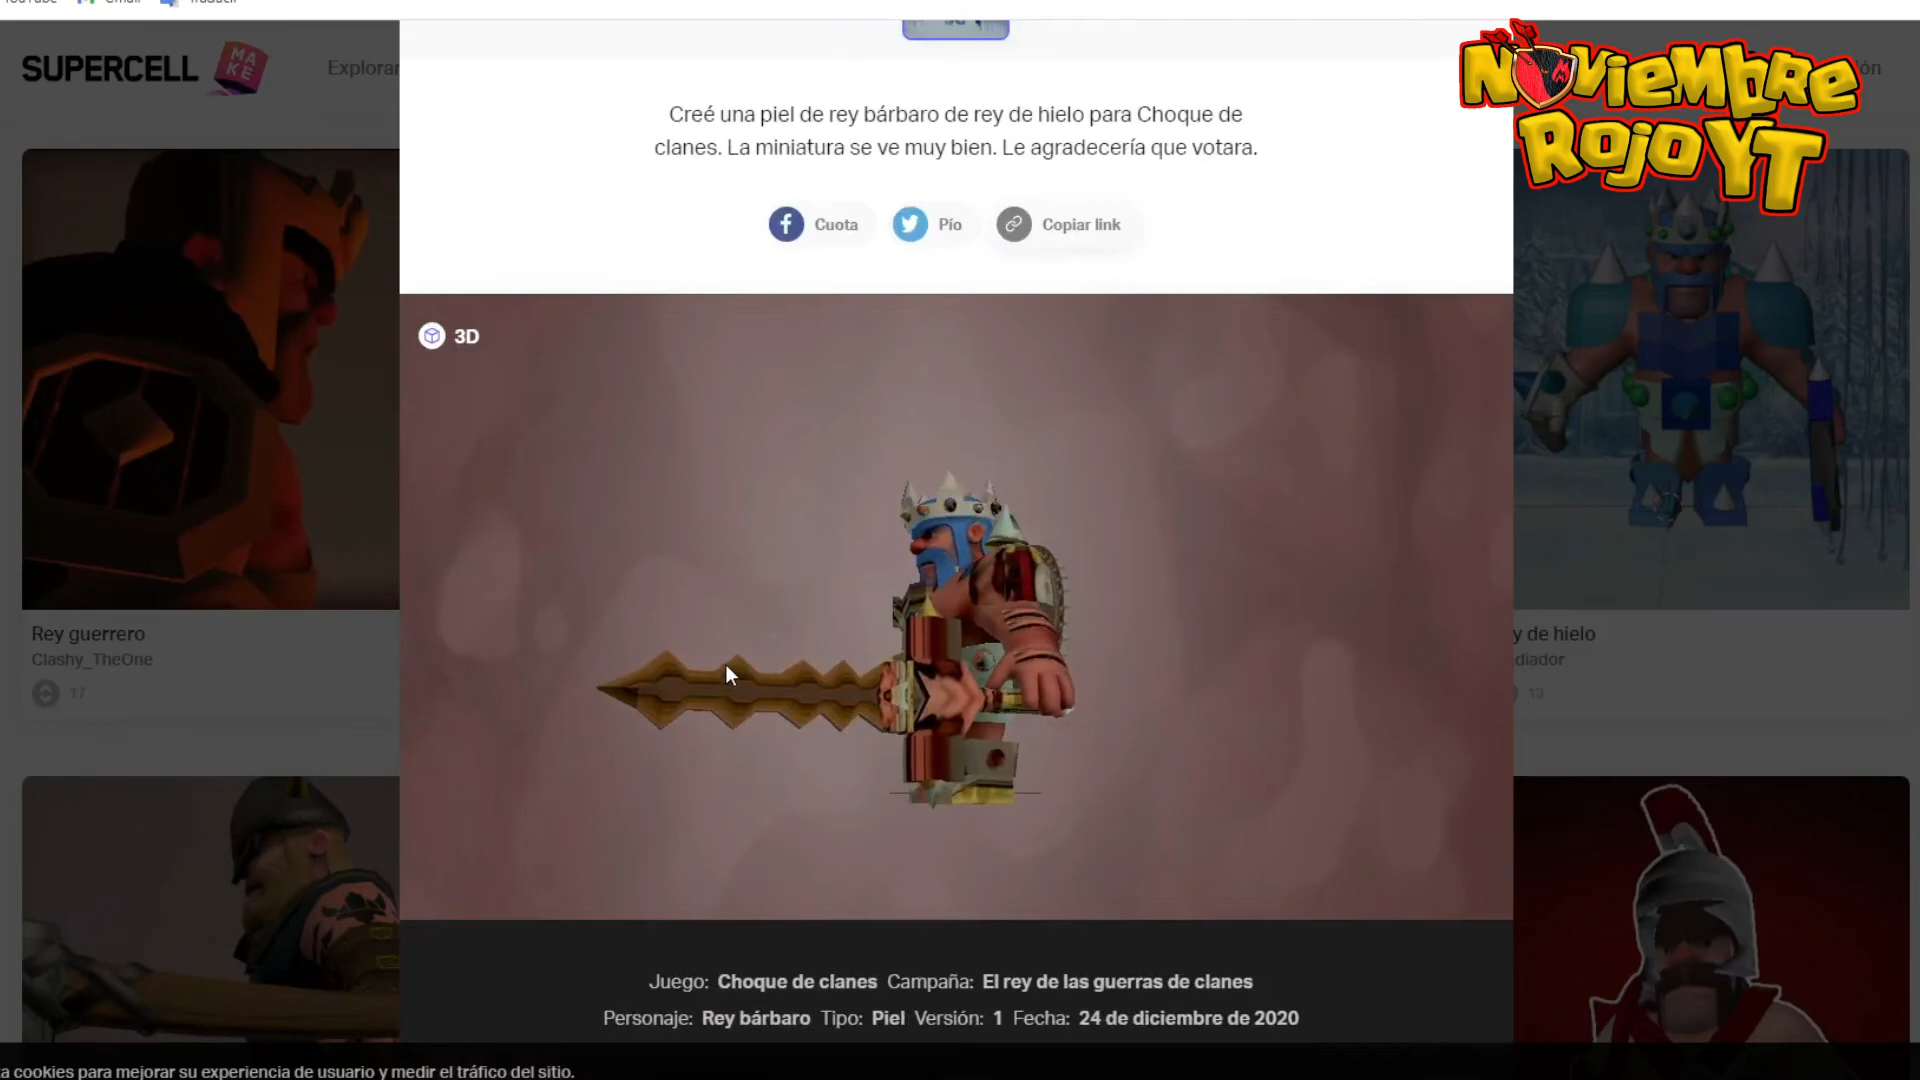 Traducir
SUPERCELL
MA
KE
Explorar
NOVIEMBRE
ROJO YT
Creé una piel de rey bárbaro de rey de hielo para Choque de
clanes. La miniatura se ve muy bien. Le agradecería que votara.
Cuota
Pío
Copiar link
3D
Rey guerrero
Clashy_TheOne
17
y de hielo
diador
13
Juego: Choque de clanes Campaña: El rey de las guerras de clanes
Personaje: Rey bárbaro Tipo: Piel Versión: 1 Fecha: 24 de diciembre de 2020
a cookies para mejorar su experiencia de usuario y medir el tráfico del sitio.